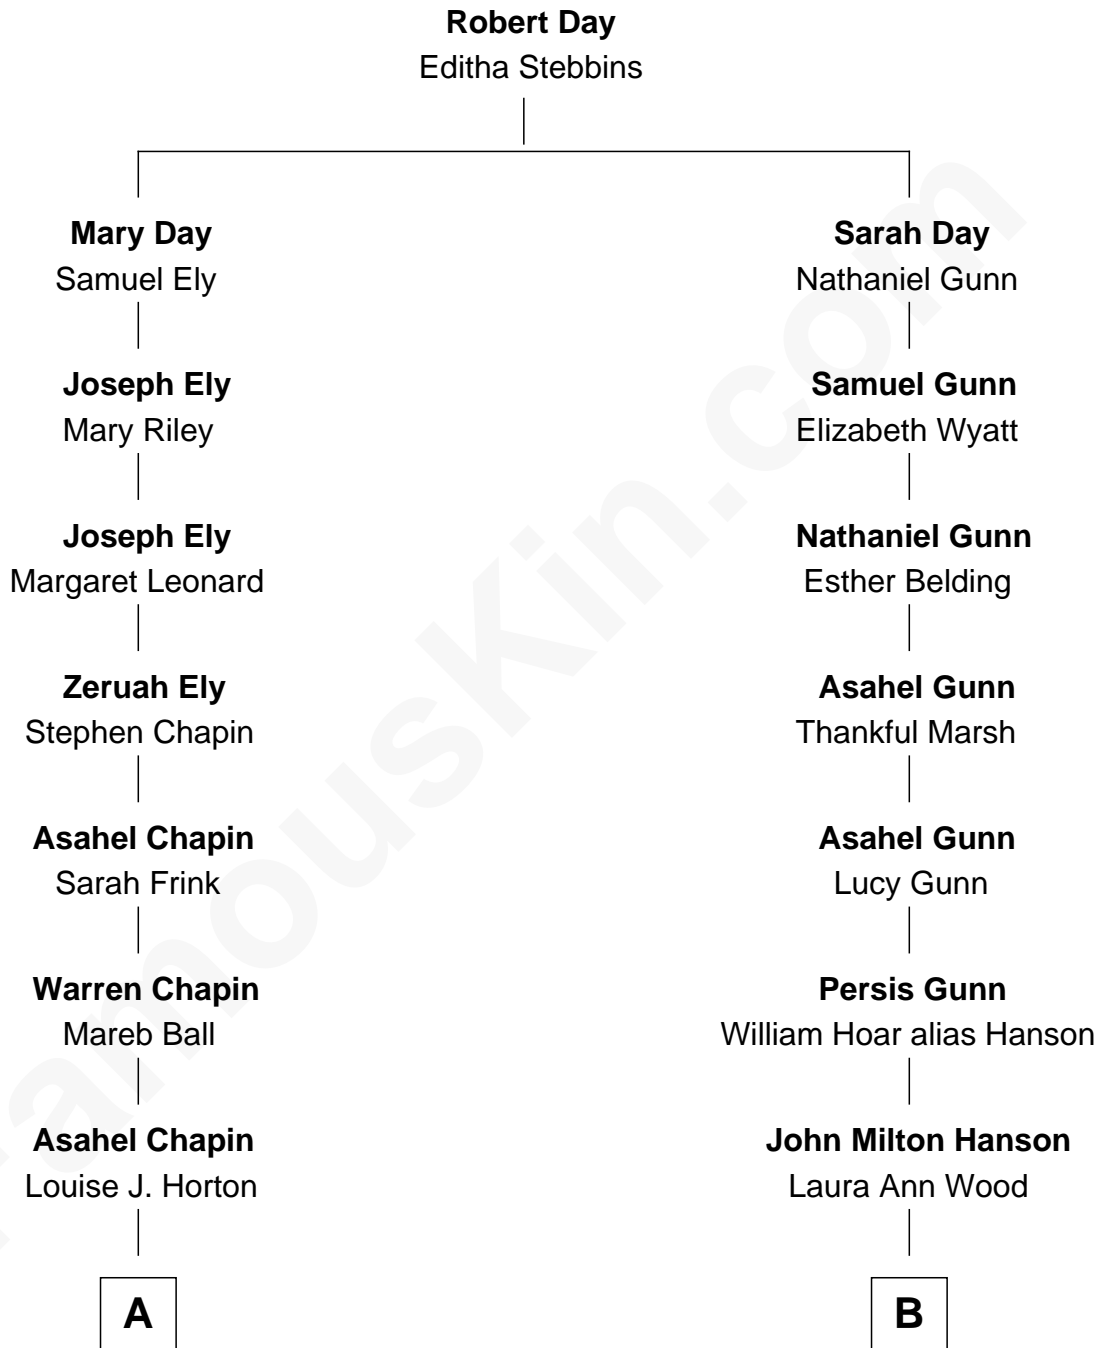 Robert Day
Editha Stebbins
Mary Day
Samuel Ely
Sarah Day
Nathaniel Gunn
Joseph Ely
Mary Riley
Samuel Gunn
Elizabeth Wyatt
Joseph Ely
Margaret Leonard
Nathaniel Gunn
Esther Belding
Zeruah Ely
Stephen Chapin
Asahel Gunn
Thankful Marsh
Asahel Chapin
Sarah Frink
Asahel Gunn
Lucy Gunn
Warren Chapin
Mareb Ball
Persis Gunn
William Hoar alias Hanson
Asahel Chapin
Louise J. Horton
John Milton Hanson
Laura Ann Wood
A
B
FamousKin.com